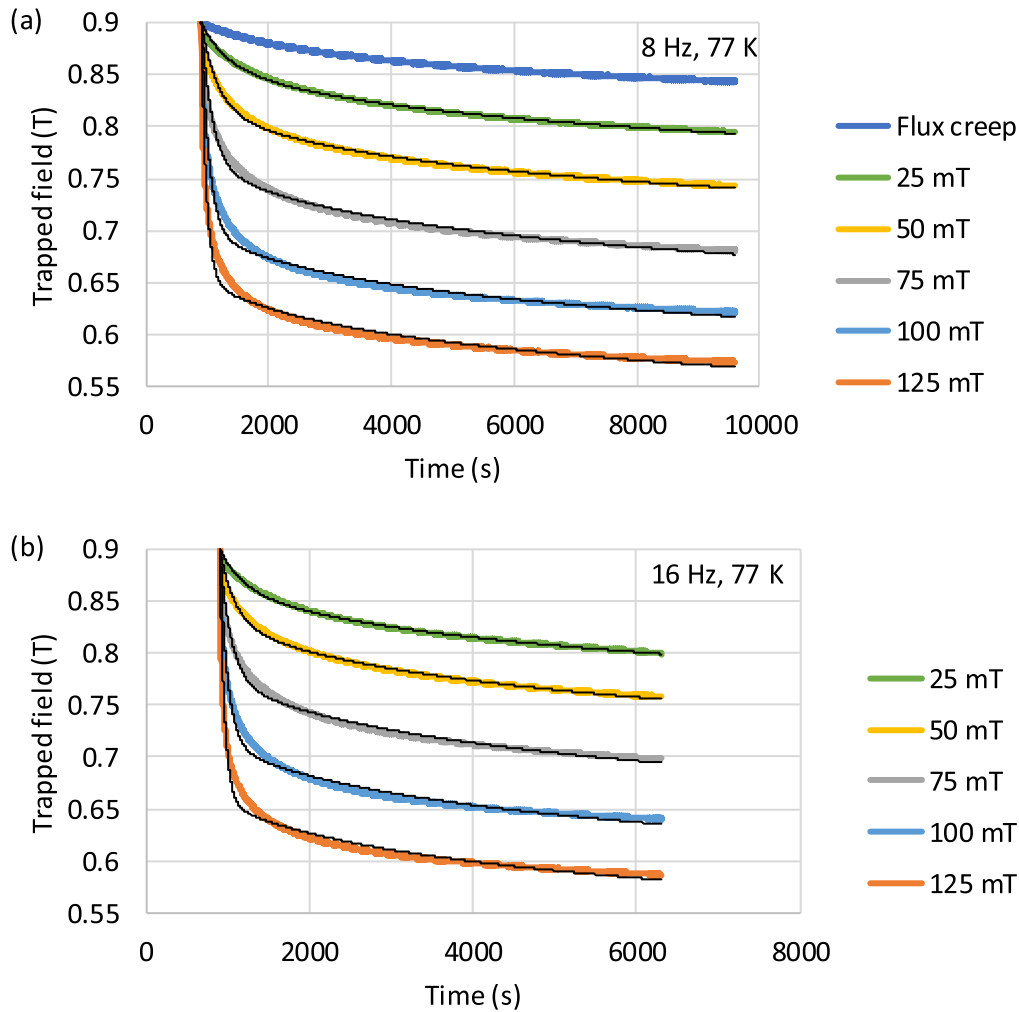 (a)
0.9
0.85
0.8
0.75
0.7
0.65
0.6
0.55
Trapped field (T)
8 Hz, 77 K
0 2000 4000 6000 8000 10000
Time (s)
Flux creep
25 mT
50 mT
75 mT
100 mT
125 mT
(b)
0.9
0.85
0.8
0.75
0.7
0.65
0.6
0.55
Trapped field (T)
16 Hz, 77 K
0 2000 4000 6000 8000
Time (s)
25 mT
50 mT
75 mT
100 mT
125 mT